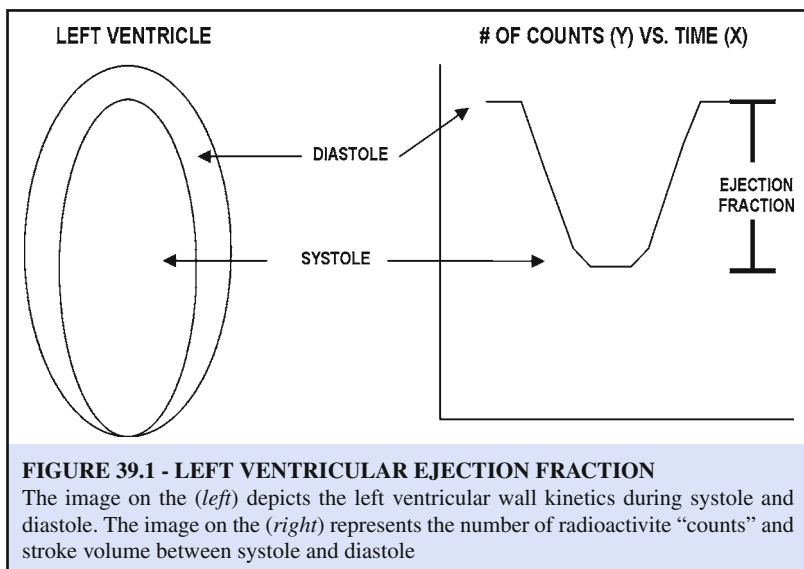 LEFT VENTRICLE
# OF COUNTS (Y) VS. TIME (X)
DIASTOLE
SYSTOLE
EJECTION
FRACTION
FIGURE 39.1 - LEFT VENTRICULAR EJECTION FRACTION
The image on the (left) depicts the left ventricular wall kinetics during systole and
diastole. The image on the (right) represents the number of radioactivite “counts” and
stroke volume between systole and diastole